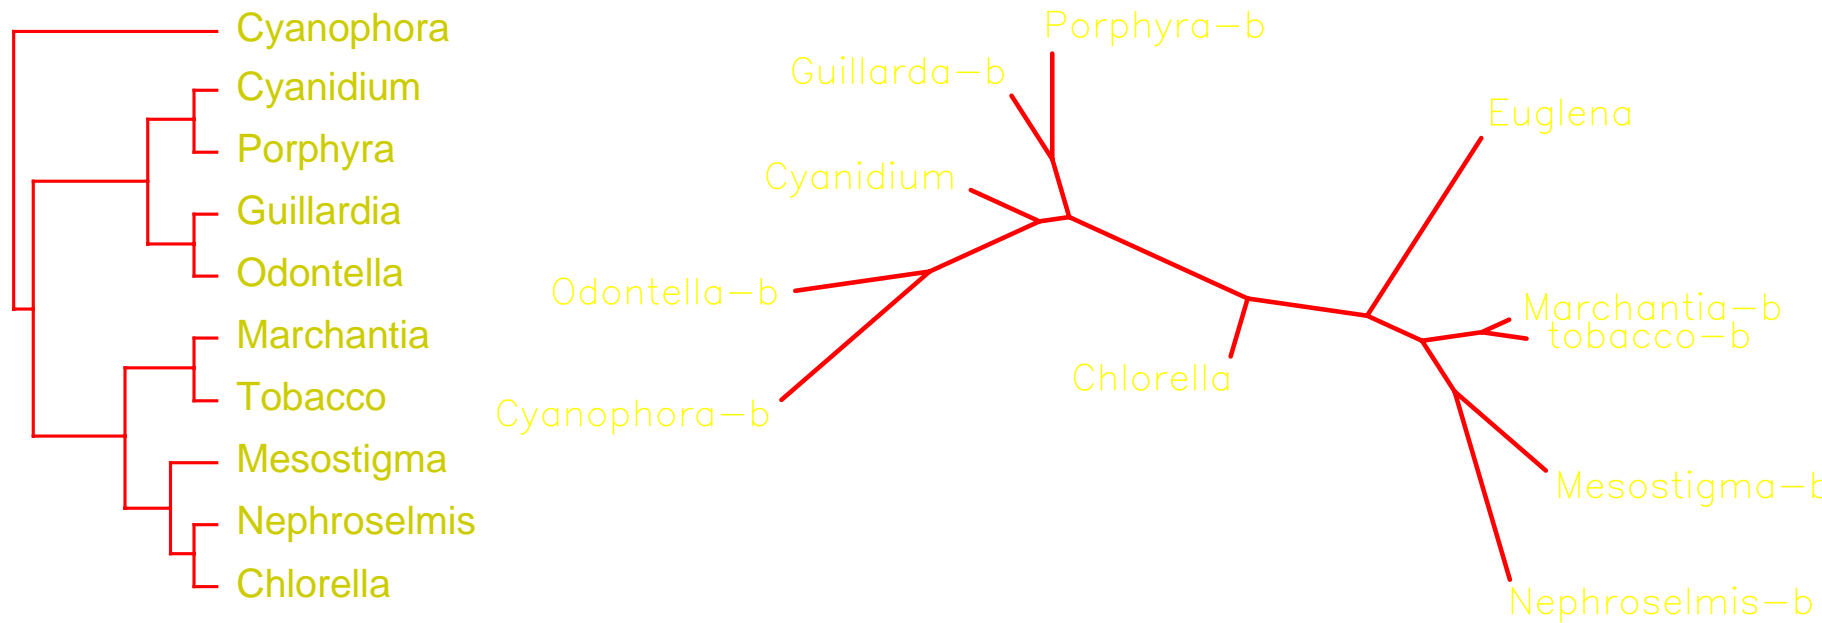 Cyanophora
Cyanidium
Porphyra
Guillardia
Odontella
Marchantia
Tobacco
Mesostigma
Nephroselmis
Chlorella
Porphyra-b
Guillarda-b
Euglena
Cyanidium
Odontella-b
Marchantia-b
tobacco-b
Chlorella
Cyanophora-b
Mesostigma-b
Nephroselmis-b